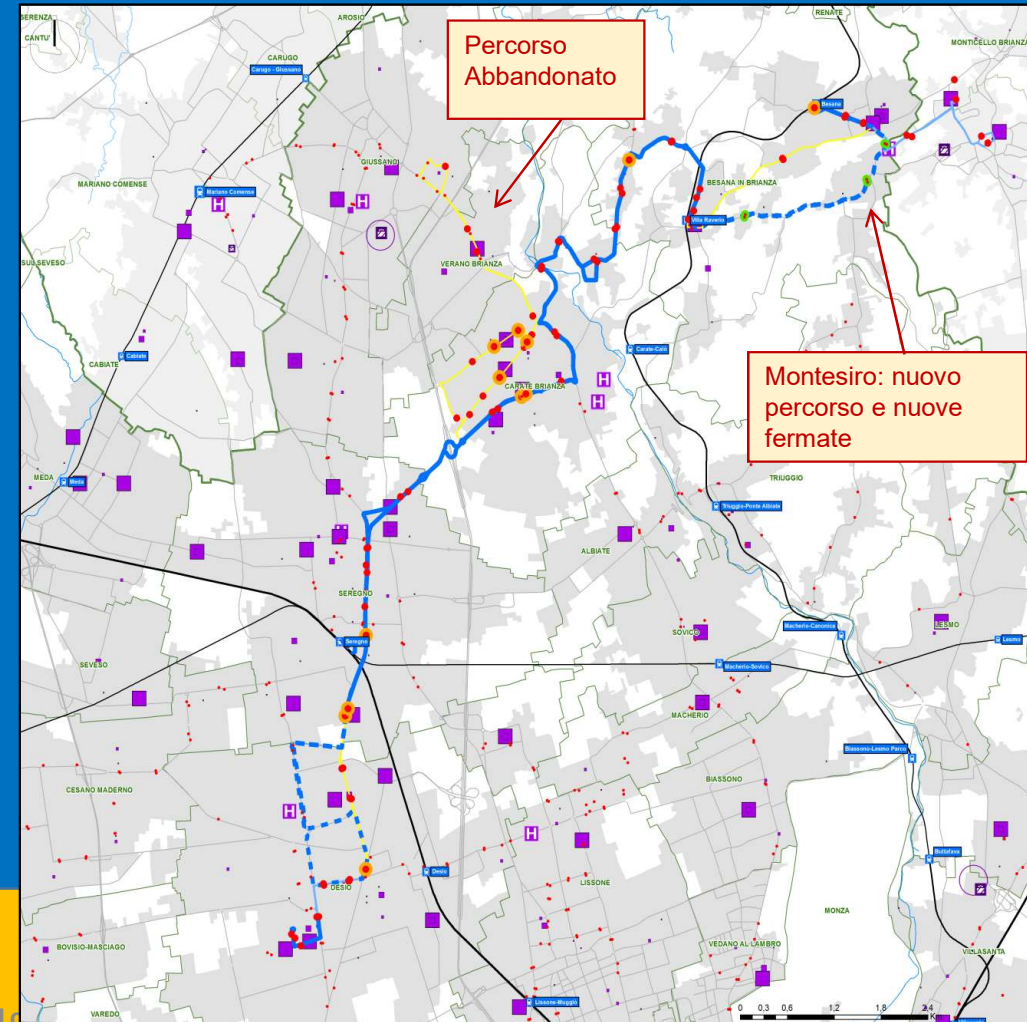 SERENZA
CANTU'
AROSIO
RENATE
Percorso
Abbandonato
MONTICELLO BRIANZA
CARUGO
Carugo - Giussano
Besana
GIUSSANO
MARIANO COMENSE
Mariano Comense
BESANA IN BRIANZA
Villa Raverio
VERANO BRIANZA
Cabiate
CABIATE
Carate-Calò
CARATE BRIANZA
Montesiro: nuovo
percorso e nuove
fermate
MEDA
Meda
TRIUGGIO
Triuggio-Ponte Albiate
ALBIATE
SEREGNO
Seregno
SOVICO
Macherio-Canonica
LESMO
Lesmo
SEVESO
Macherio-Sovico
MACHERIO
Biassono-Lesmo Parco
CESANO MADERNO
BIASSONO
Buttafava
Desio
DESIO
LISSONE
MONZA
BOVISIO-MASCIAGO
VEDANO AL LAMBRO
VILLASANTA
Lissone-Muggiò
VAREDO
0 0,3 0,6 1,2 1,8 2,4